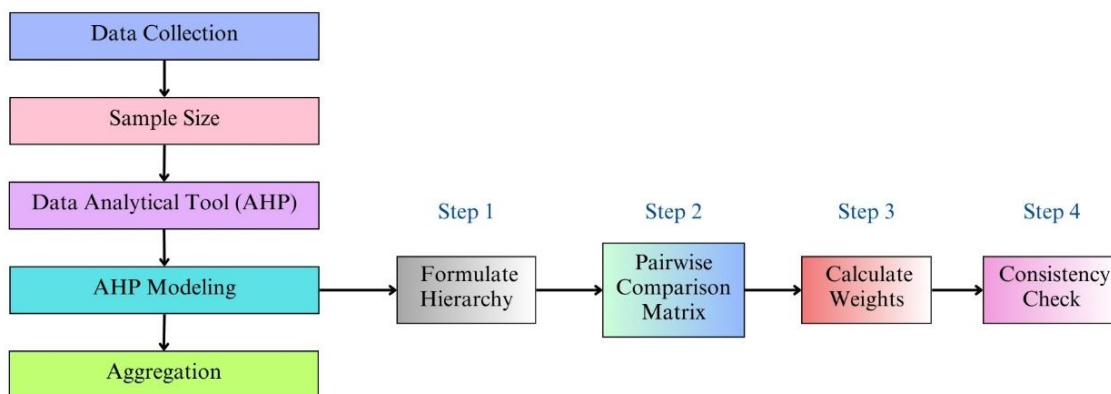 Data Collection
Sample Size
Data Analytical Tool (AHP)
AHP Modeling
Aggregation
Step 1
Formulate
Hierarchy
Step 2
Pairwise
Comparison
Matrix
Step 3
Calculate
Weights
Step 4
Consistency
Check